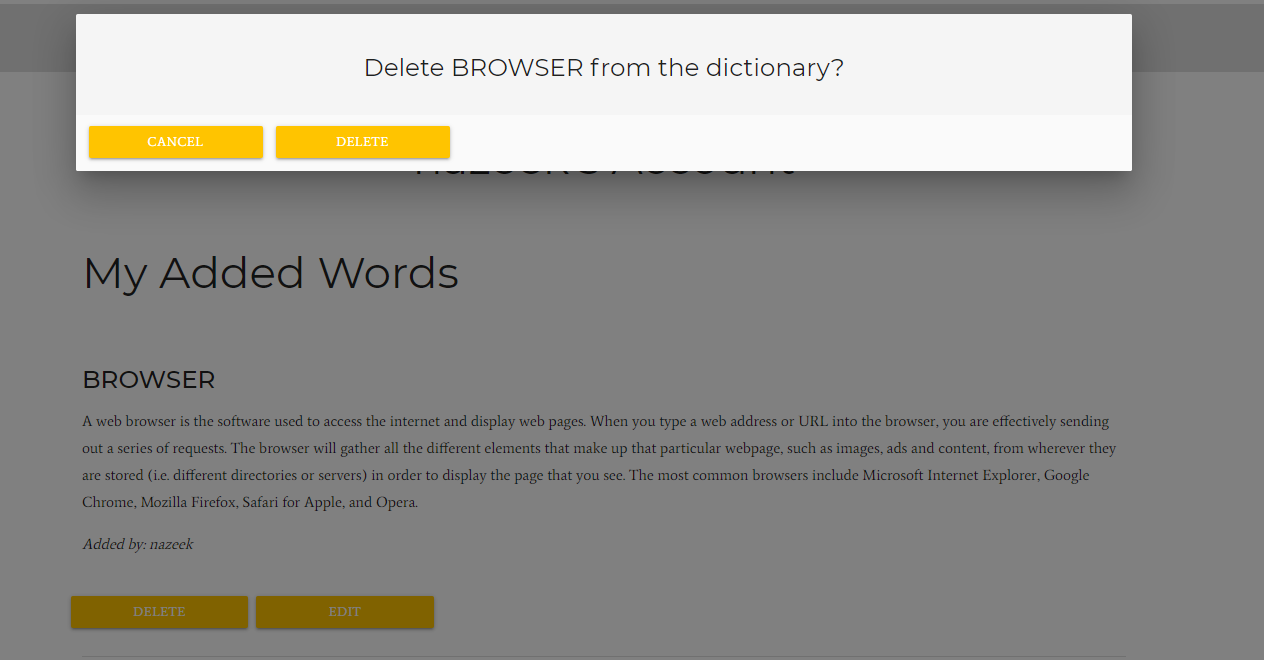 Delete BROWSER from the dictionary?
CANCEL DELETE
My Added Words
BROWSER
A web browser is the software used to access the internet and display web pages. When you type a web address or URL into the browser, you are effectively sending
out a series of requests. The browser will gather all the different elements that make up that particular webpage, such as images, ads and content, from wherever they
are stored (i.e. different directories or servers) in order to display the page that you see. The most common browsers include Microsoft Internet Explorer, Google
Chrome, Mozilla Firefox, Safari for Apple, and Opera.
Added by: nazeek
DELETE EDIT